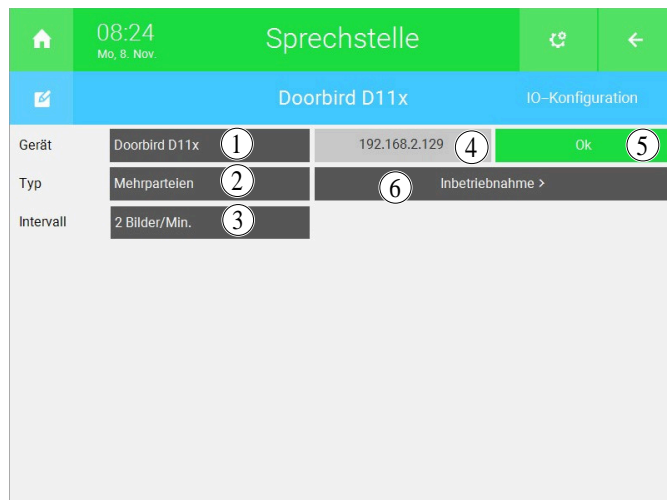 08:24
Mo, 8. Nov.
Sprechstelle
Doorbird D11x
IO-Konfiguration
Gerät
Doorbird D11x
1
192.168.2.129
4
Ok
5
Typ
Mehrparteien
2
6
Inbetriebnahme >
Intervall
2 Bilder/Min.
3